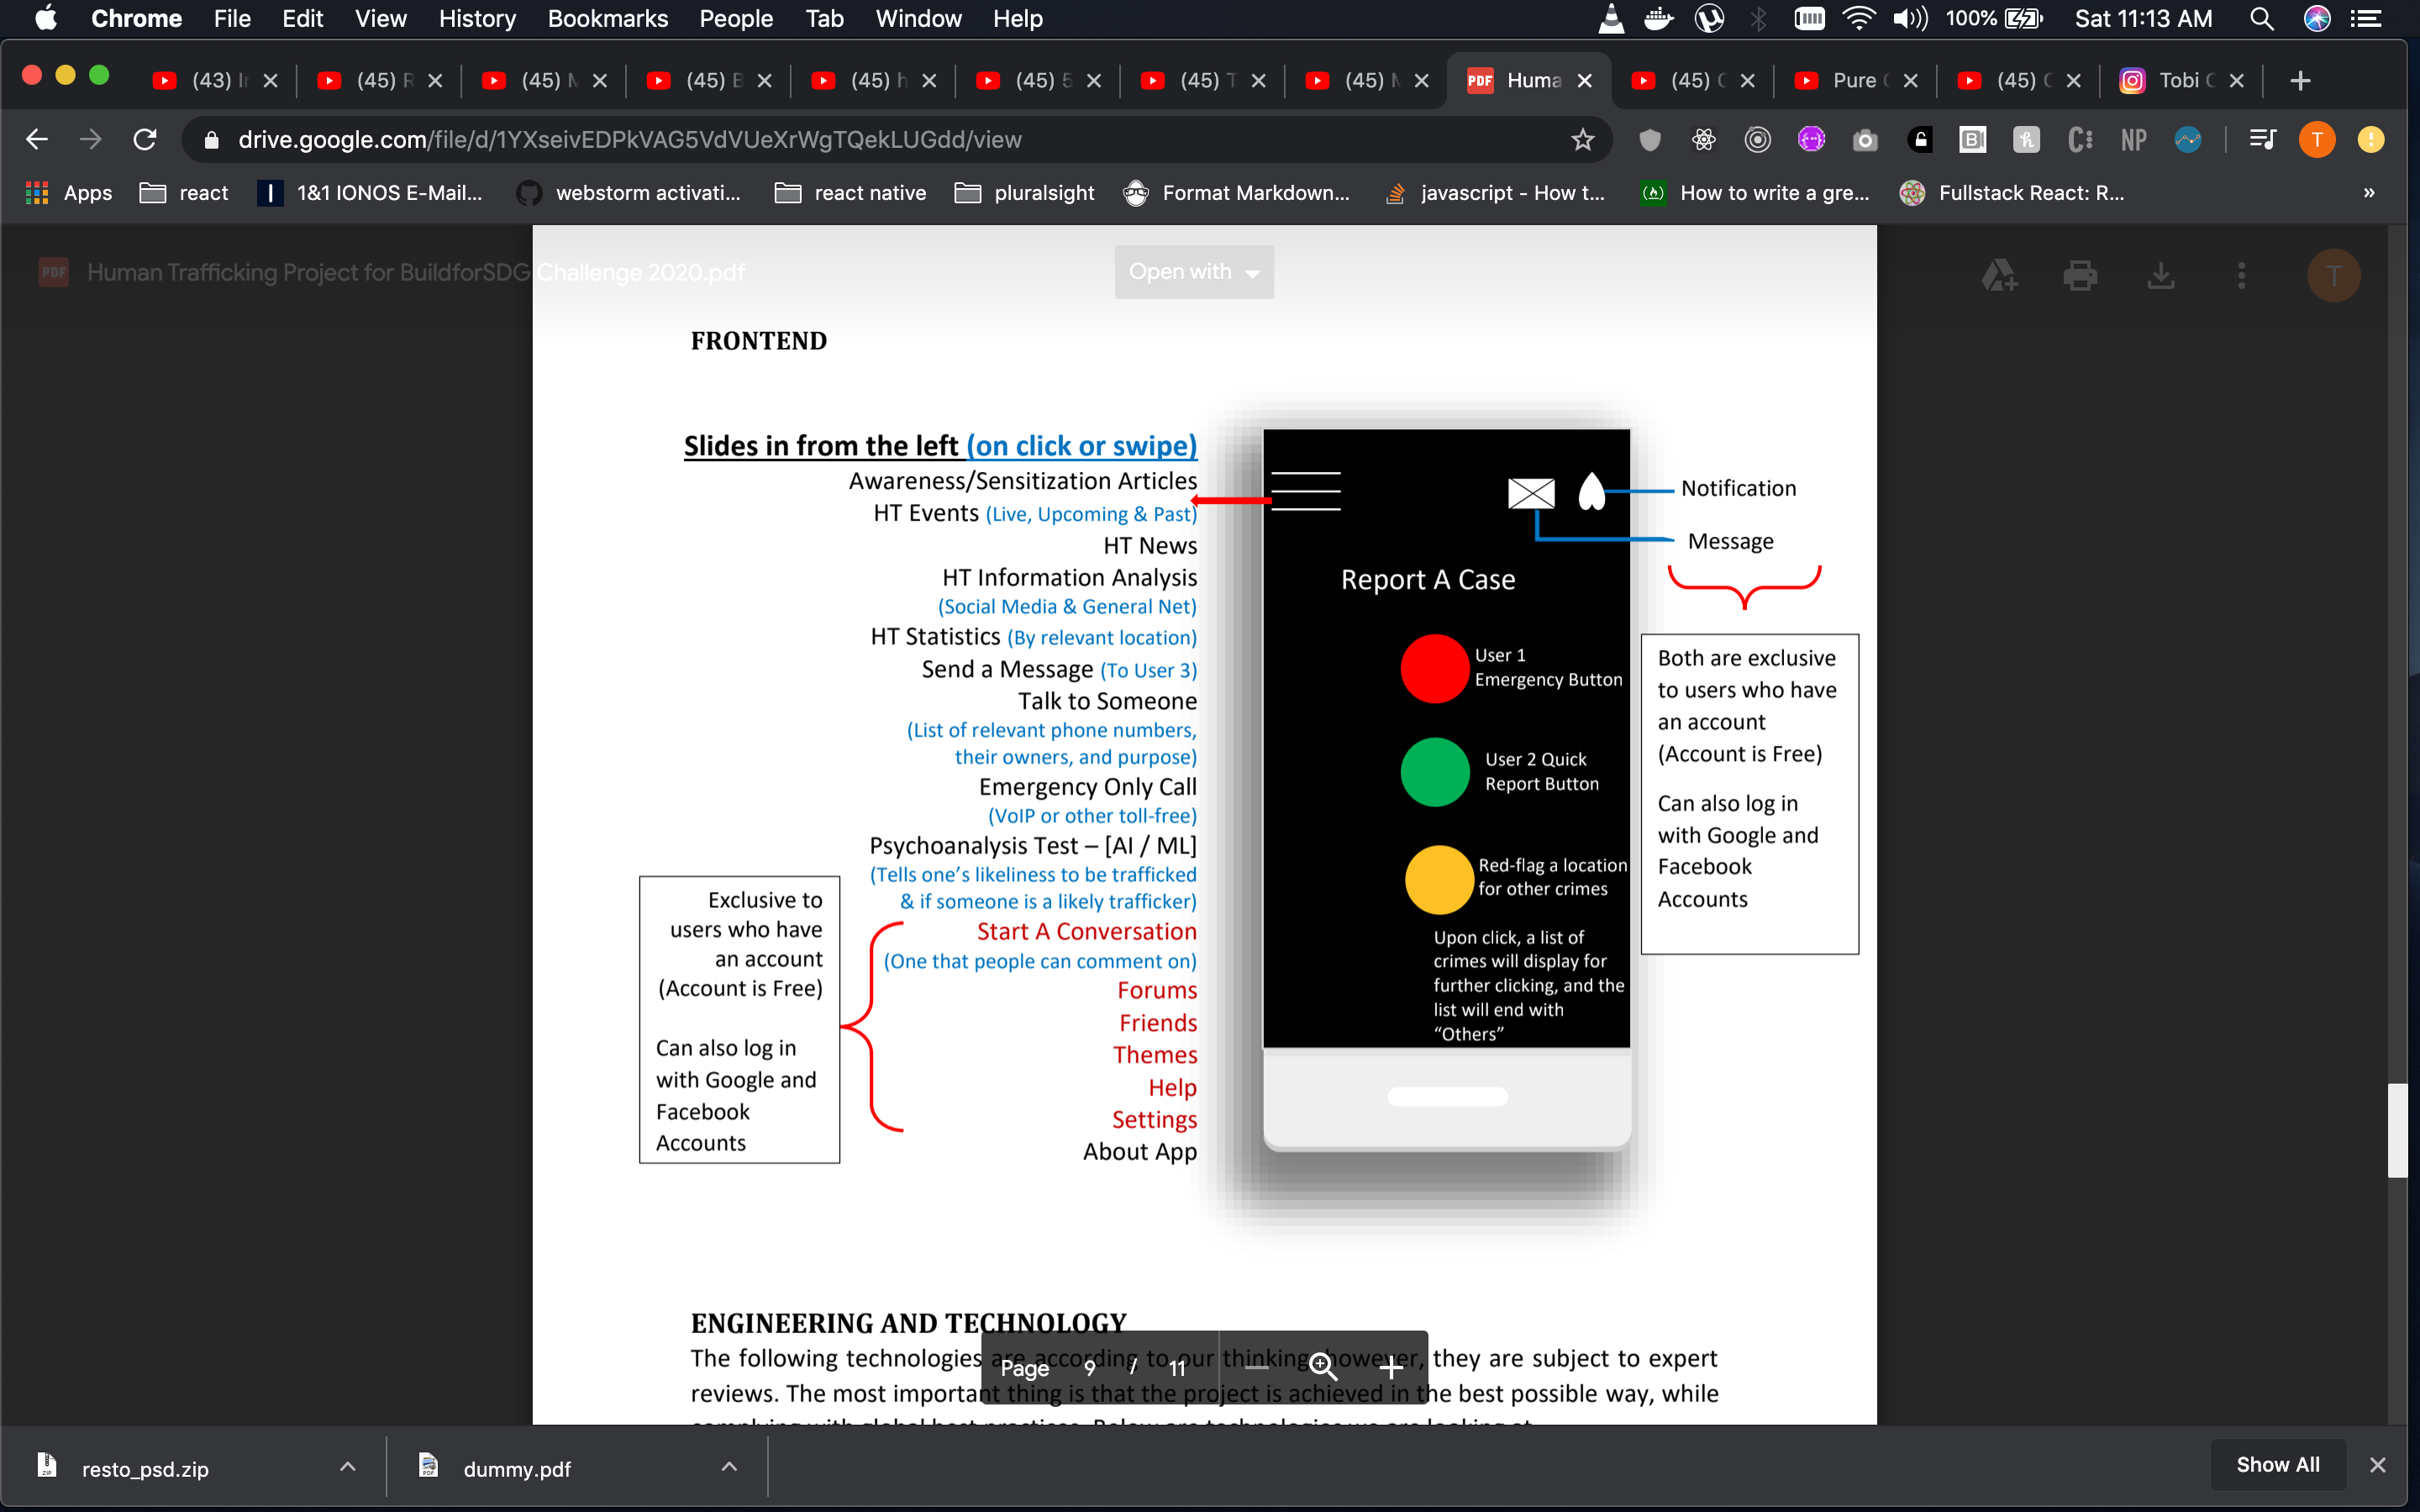 Chrome File Edit View History Bookmarks People Tab Window Help 100% Sat 11:13 AM
(43) (45) (45) (45) (45) (45) 5 (45) (45) PDF Huma (45) Pure (45) Tobi
drive.google.com/file/d/1YXseivEDPkVAG5VdVUeXrWgTQekLUGdd/view NP T
Apps react 1&1 IONOS E-Mail... webstorm activati... react native pluralsight Format Markdown... javascript - How t... How to write a gre... Fullstack React: R... »
PDF Human Trafficking Project for BuildforSDG Challenge 2020.pdf Open with T
FRONTEND
Slides in from the left (on click or swipe)
Awareness/Sensitization Articles
HT Events (Live, Upcoming & Past)
HT News
HT Information Analysis
(Social Media & General Net)
HT Statistics (By relevant location)
Send a Message (To User 3)
Talk to Someone
(List of relevant phone numbers,
their owners, and purpose)
Emergency Only Call
(VoIP or other toll-free)
Psychoanalysis Test – [AI / ML]
(Tells one's likeliness to be trafficked
& if someone is a likely trafficker)
Start A Conversation
(One that people can comment on)
Forums
Friends
Themes
Help
Settings
About App
Exclusive to
users who have
an account
(Account is Free)
Can also log in
with Google and
Facebook
Accounts
Notification
Message
Report A Case
User 1
Emergency Button
User 2 Quick
Report Button
Red-flag a location
for other crimes
Upon click, a list of
crimes will display for
further clicking, and the
list will end with
“Others”
Both are exclusive
to users who have
an account
(Account is Free)
Can also log in
with Google and
Facebook
Accounts
ENGINEERING AND TECHNOLOGY
The following technologies are according to our thinking, however, they are subject to expert
reviews. The most important thing is that the project is achieved in the best possible way, while
Page 9 / 11
resto_psd.zip dummy.pdf Show All